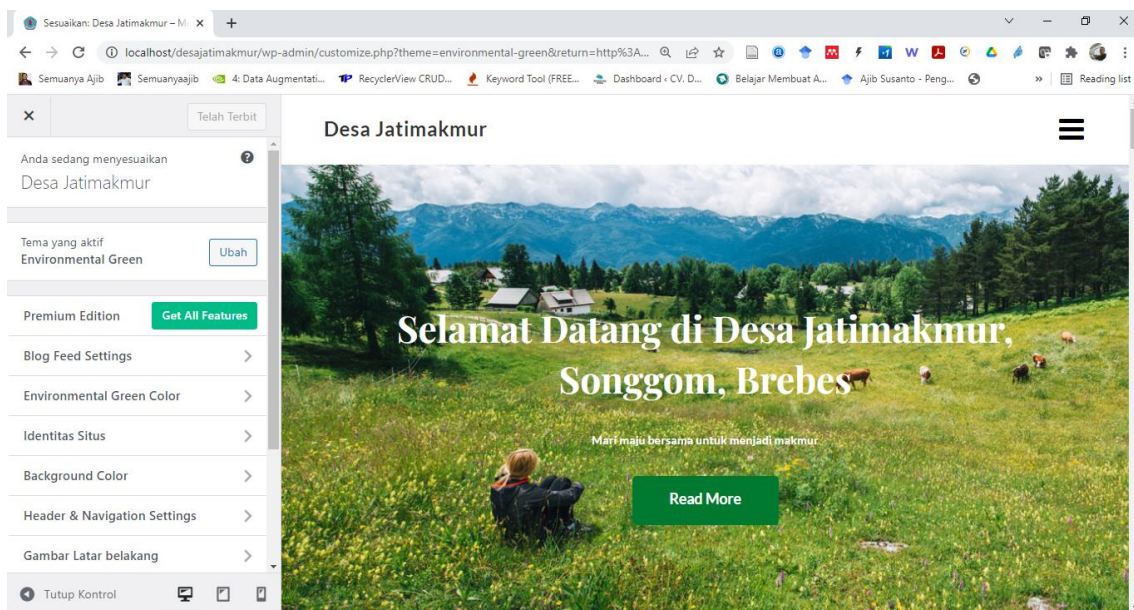 Sesuaikan: Desa Jatimakmur – M
localhost/desajatimakmur/wp-admin/customize.php?theme=environmental-green&return=http%3A...
Semuanya Ajib Semuanyaajib 4: Data Augmentati... RecyclerView CRUD... Keyword Tool (FREE... Dashboard ‹ CV. D... Belajar Membuat A... Ajib Susanto - Peng... » Reading list
Telah Terbit
Anda sedang menyesuaikan
Desa Jatimakmur
Tema yang aktif
Environmental Green
Ubah
Premium Edition Get All Features
Blog Feed Settings
Environmental Green Color
Identitas Situs
Background Color
Header & Navigation Settings
Gambar Latar belakang
Tutup Kontrol
Desa Jatimakmur
Selamat Datang di Desa Jatimakmur,
Songgom, Brebes
Mari maju bersama untuk menjadi makmur
Read More